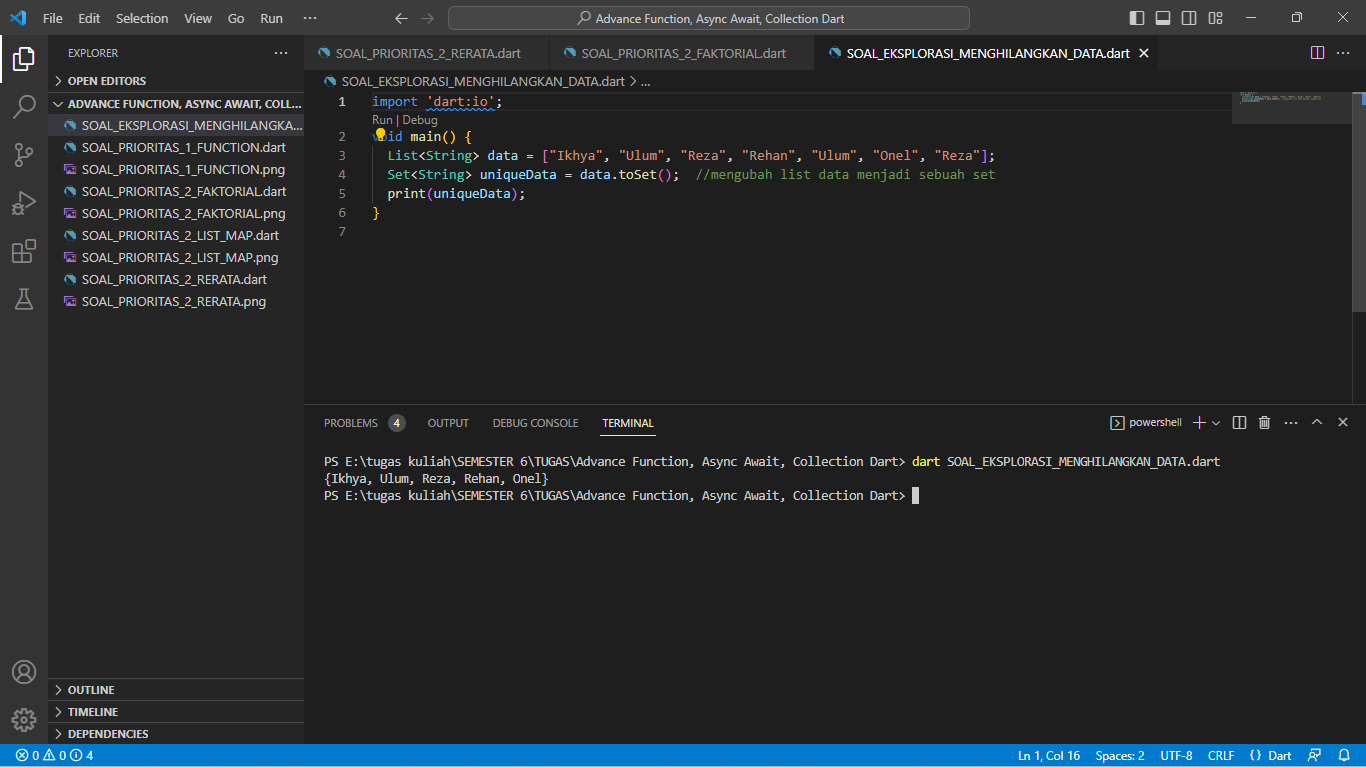 File Edit Selection View Go Run ··· Advance Function, Async Await, Collection Dart
EXPLORER ···
OPEN EDITORS
ADVANCE FUNCTION, ASYNC AWAIT, COLL...
SOAL_EKSPLORASI_MENGHILANGKA...
SOAL_PRIORITAS_1_FUNCTION.dart
SOAL_PRIORITAS_1_FUNCTION.png
SOAL_PRIORITAS_2_FAKTORIAL.dart
SOAL_PRIORITAS_2_FAKTORIAL.png
SOAL_PRIORITAS_2_LIST_MAP.dart
SOAL_PRIORITAS_2_LIST_MAP.png
SOAL_PRIORITAS_2_RERATA.dart
SOAL_PRIORITAS_2_RERATA.png
OUTLINE
TIMELINE
DEPENDENCIES
SOAL_PRIORITAS_2_RERATA.dart SOAL_PRIORITAS_2_FAKTORIAL.dart SOAL_EKSPLORASI_MENGHILANGKAN_DATA.dart
SOAL_EKSPLORASI_MENGHILANGKAN_DATA.dart > ...
1 import 'dart:io';
Run | Debug
2 void main() {
3 List<String> data = ["Ikhya", "Ulum", "Reza", "Rehan", "Ulum", "Onel", "Reza"];
4 Set<String> uniqueData = data.toSet(); //mengubah list data menjadi sebuah set
5 print(uniqueData);
6 }
7
PROBLEMS 4 OUTPUT DEBUG CONSOLE TERMINAL powershell
PS E:\tugas kuliah\SEMESTER 6\TUGAS\Advance Function, Async Await, Collection Dart> dart SOAL_EKSPLORASI_MENGHILANGKAN_DATA.dart
{Ikhya, Ulum, Reza, Rehan, Onel}
PS E:\tugas kuliah\SEMESTER 6\TUGAS\Advance Function, Async Await, Collection Dart>
0 0 4 Ln 1, Col 16 Spaces: 2 UTF-8 CRLF {} Dart